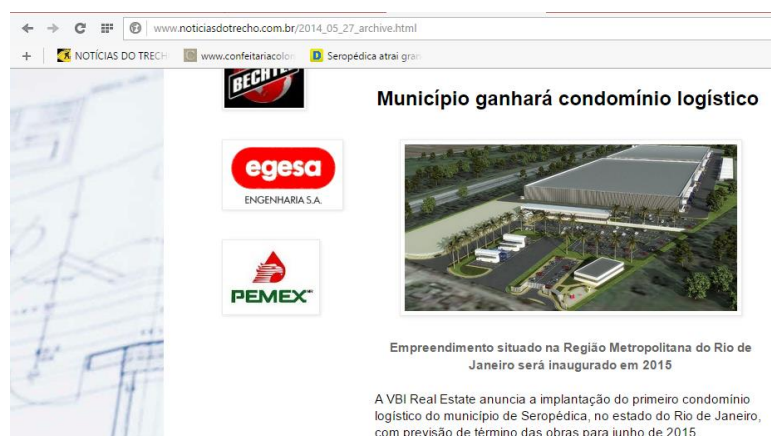 www.noticiasdotrecho.com.br/2014_05_27_archive.html
NOTÍCIAS DO TRECH
www.confeitariacolon
Seropédica atrai gran
BECHTEL
Município ganhará condomínio logístico
egesa
ENGENHARIA S.A.
PEMEX
Empreendimento situado na Região Metropolitana do Rio de
Janeiro será inaugurado em 2015
A VBI Real Estate anuncia a implantação do primeiro condomínio
logístico do município de Seropédica, no estado do Rio de Janeiro,
com previsão de término das obras para junho de 2015